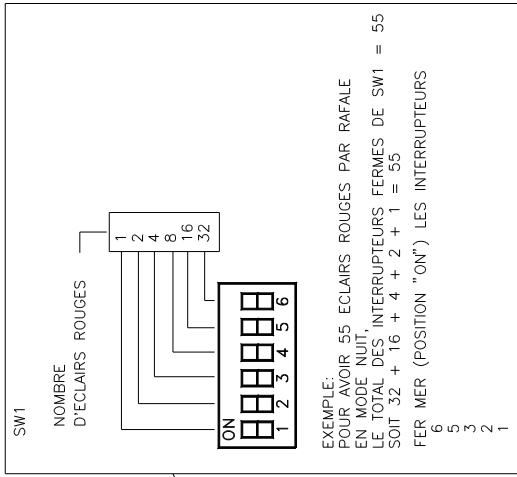 SW1
NOMBRE
D'ECLAIRS ROUGES
1
2
4
8
16
32
ON
1 2 3 4 5 6
EXEMPLE:
POUR AVOIR 55 ECLAIRS ROUGES PAR RAFALE
EN MODE NUIT,
LE TOTAL DES INTERRUPTEURS FERMES DE SW1 = 55
SOIT 32 + 16 + 4 + 2 + 1 = 55
FER MER (POSITION "ON") LES INTERRUPTEURS
6
5
3
2
1